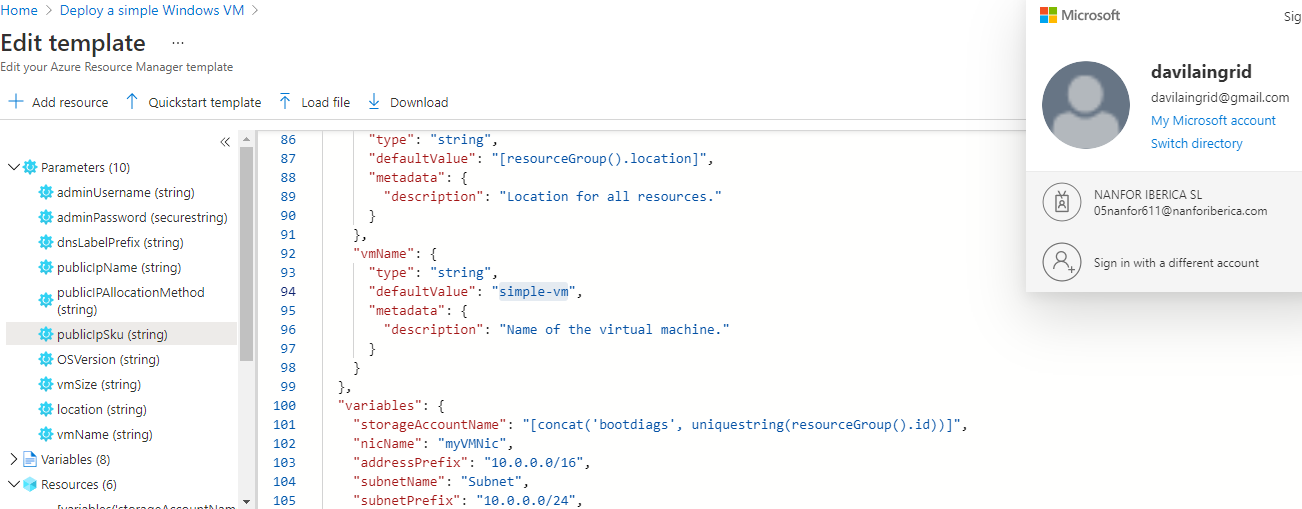 Home > Deploy a simple Windows VM >
Edit template ...
Edit your Azure Resource Manager template
Add resource Quickstart template Load file Download
«
Parameters (10)
adminUsername (string)
adminPassword (securestring)
dnsLabelPrefix (string)
publicIpName (string)
publicIPAllocationMethod
(string)
publicIpSku (string)
OSVersion (string)
vmSize (string)
location (string)
vmName (string)
Variables (8)
Resources (6)
86 "type": "string",
87 "defaultValue": "[resourceGroup().location]",
88 "metadata": {
89 "description": "Location for all resources."
90 }
91 },
92 "vmName": {
93 "type": "string",
94 "defaultValue": "simple-vm",
95 "metadata": {
96 "description": "Name of the virtual machine."
97 }
98 }
99 },
100 "variables": {
101 "storageAccountName": "[concat('bootdiags', uniquestring(resourceGroup().id))]",
102 "nicName": "myVMNic",
103 "addressPrefix": "10.0.0.0/16",
104 "subnetName": "Subnet",
105 "subnetPrefix": "10.0.0.0/24",
Microsoft
Sig
davilaingrid
davilaingrid@gmail.com
My Microsoft account
Switch directory
NANFOR IBERICA SL
05nanfor611@nanforiberica.com
Sign in with a different account